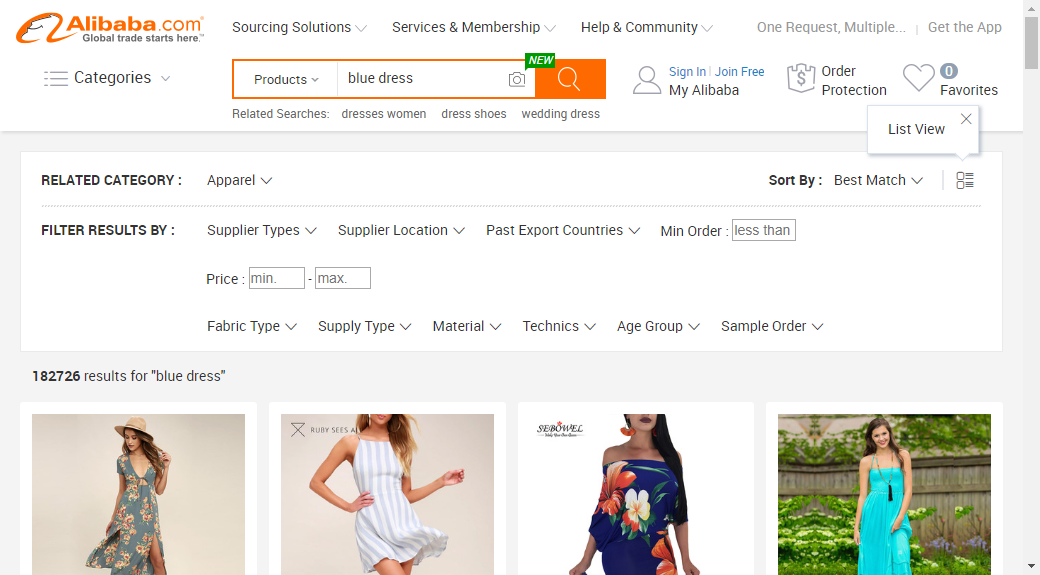 Alibaba.com
Global trade starts here.™
Sourcing Solutions
Services & Membership
Help & Community
One Request, Multiple...
Get the App
Categories
Products
blue dress
NEW
Sign In
Join Free
My Alibaba
Order
Protection
0
Favorites
Related Searches: dresses women dress shoes wedding dress
List View
RELATED CATEGORY : Apparel
Sort By : Best Match
FILTER RESULTS BY : Supplier Types Supplier Location Past Export Countries Min Order : less than
Price : min. - max.
Fabric Type Supply Type Material Technics Age Group Sample Order
182726 results for "blue dress"
RUBY SEES A
SEBOWEL